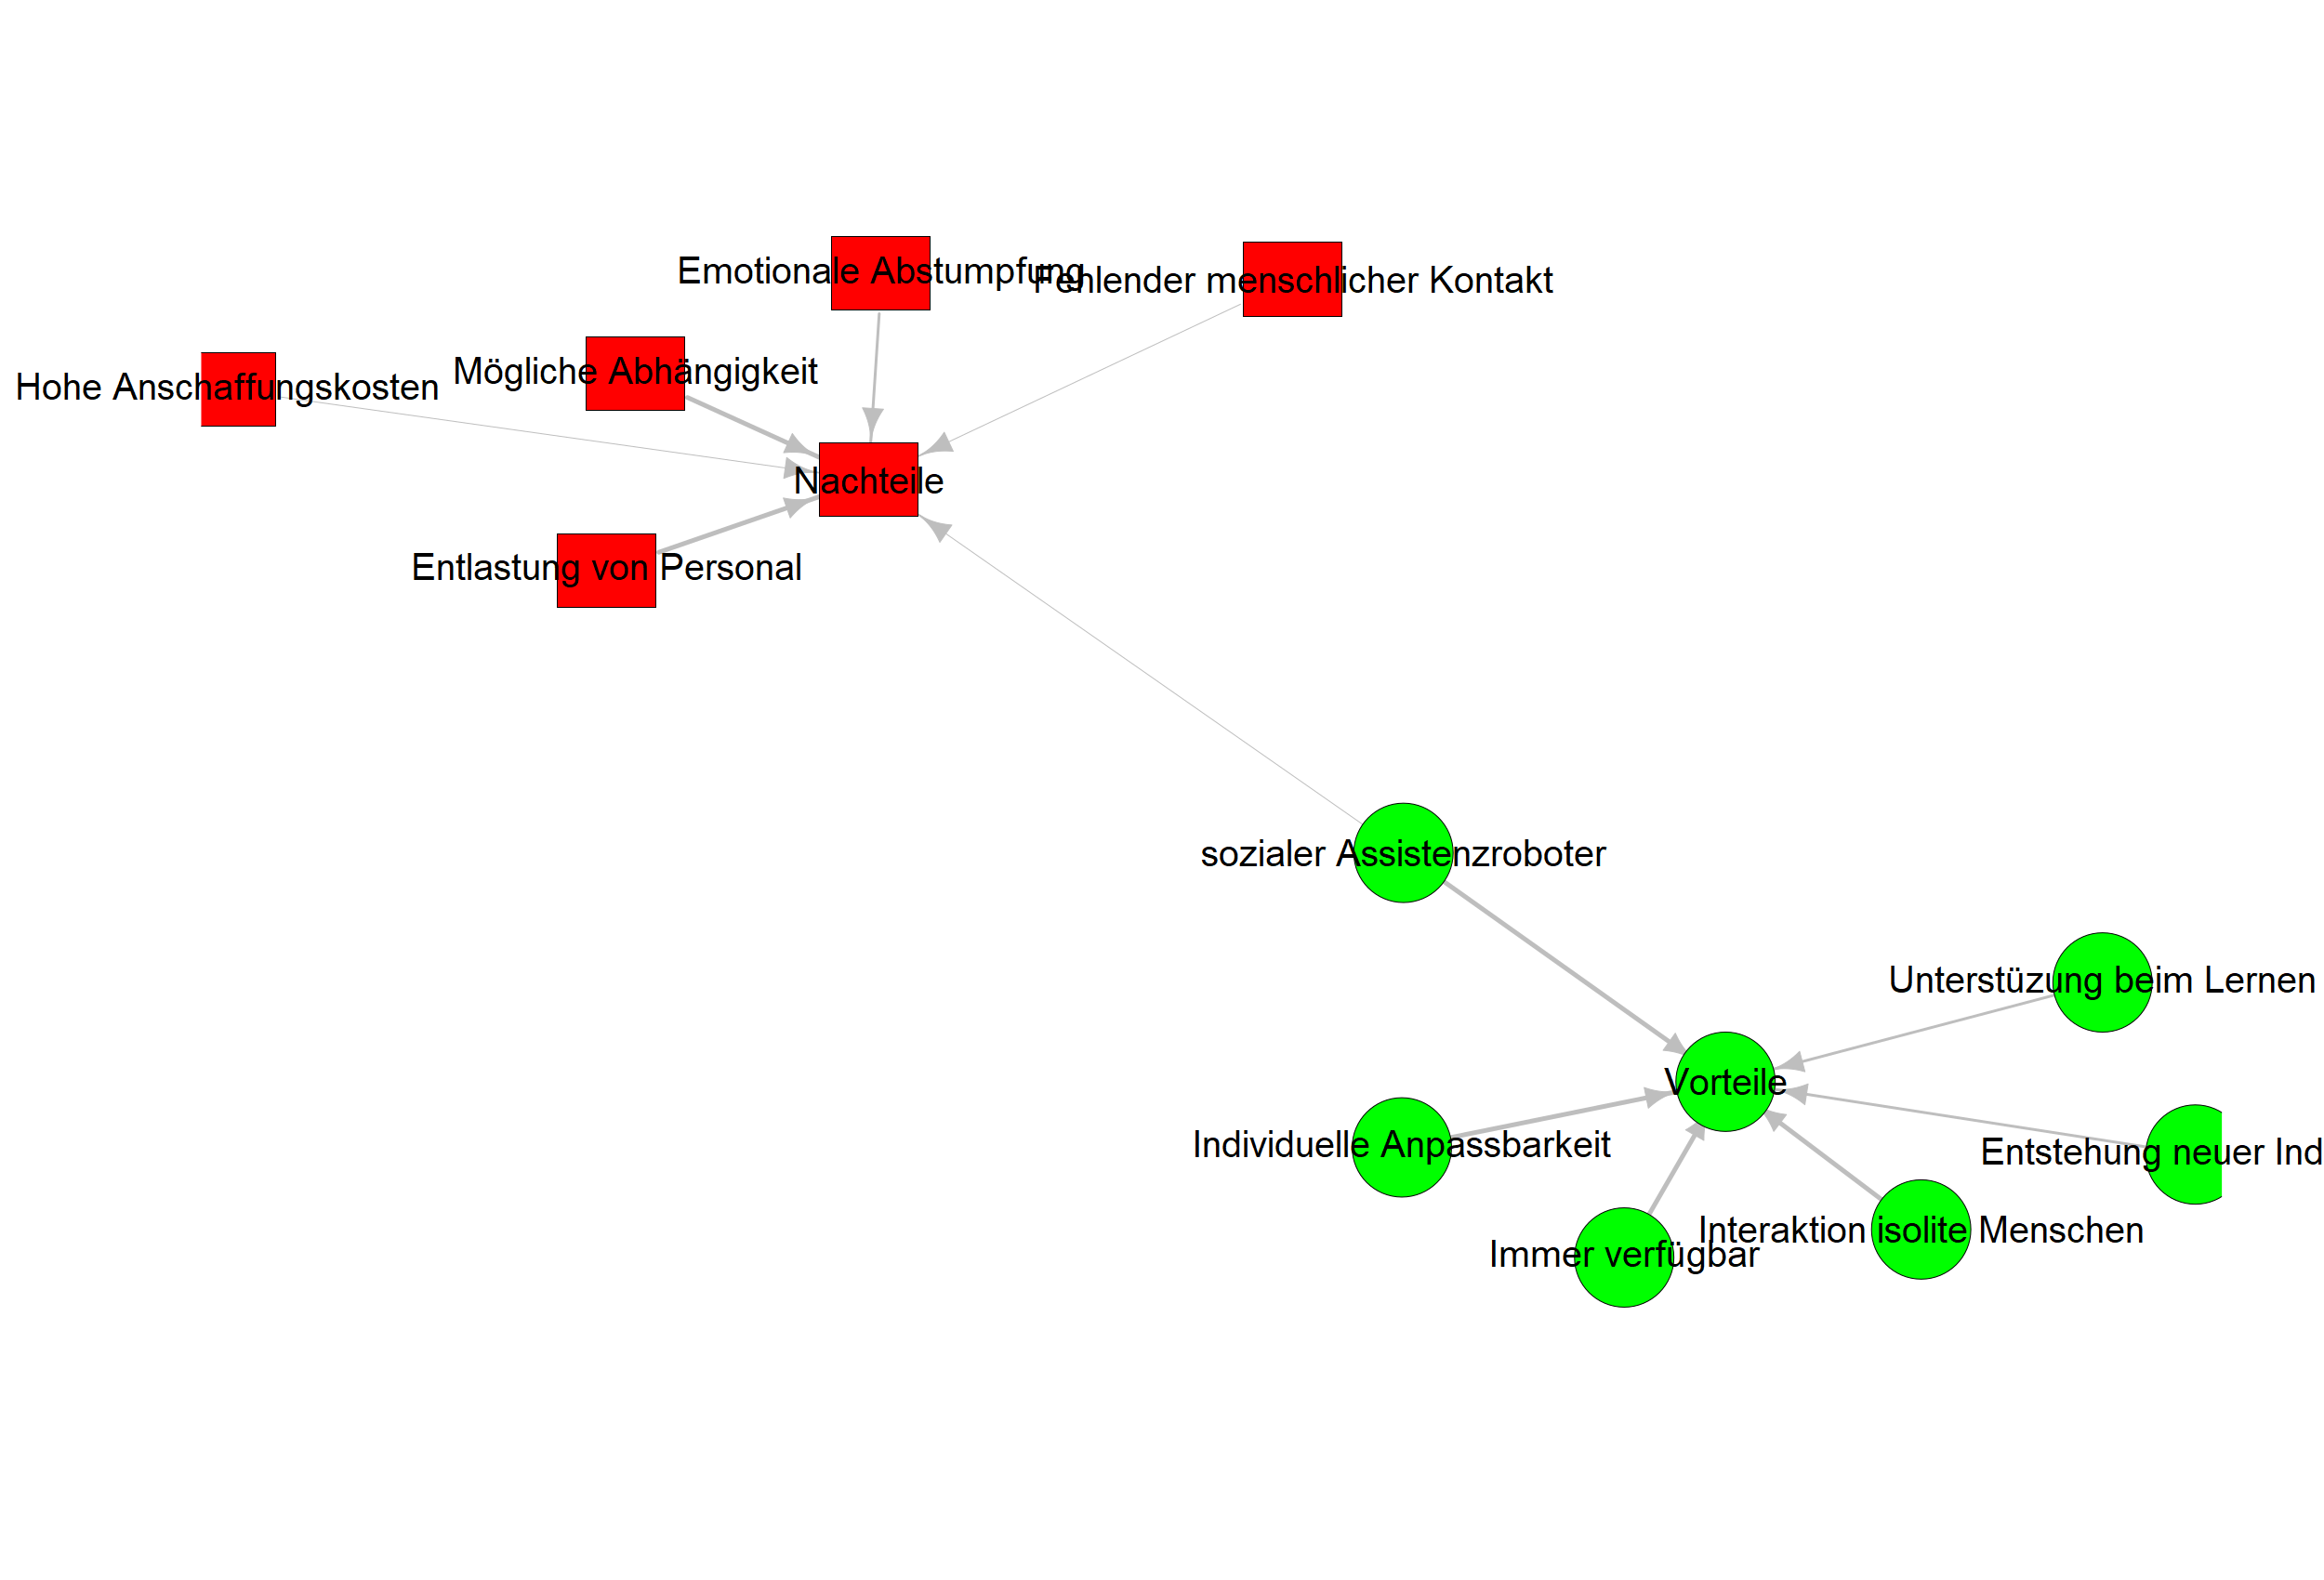 Emotionale Abstumpfung
Fehlender menschlicher Kontakt
Mögliche Abhängigkeit
Hohe Anschaffungskosten
Nachteile
Entlastung von Personal
sozialer Assistenzroboter
Unterstüzung beim Lernen
Vorteile
Individuelle Anpassbarkeit
Entstehung neuer Ind
Interaktion isolite Menschen
Immer verfügbar